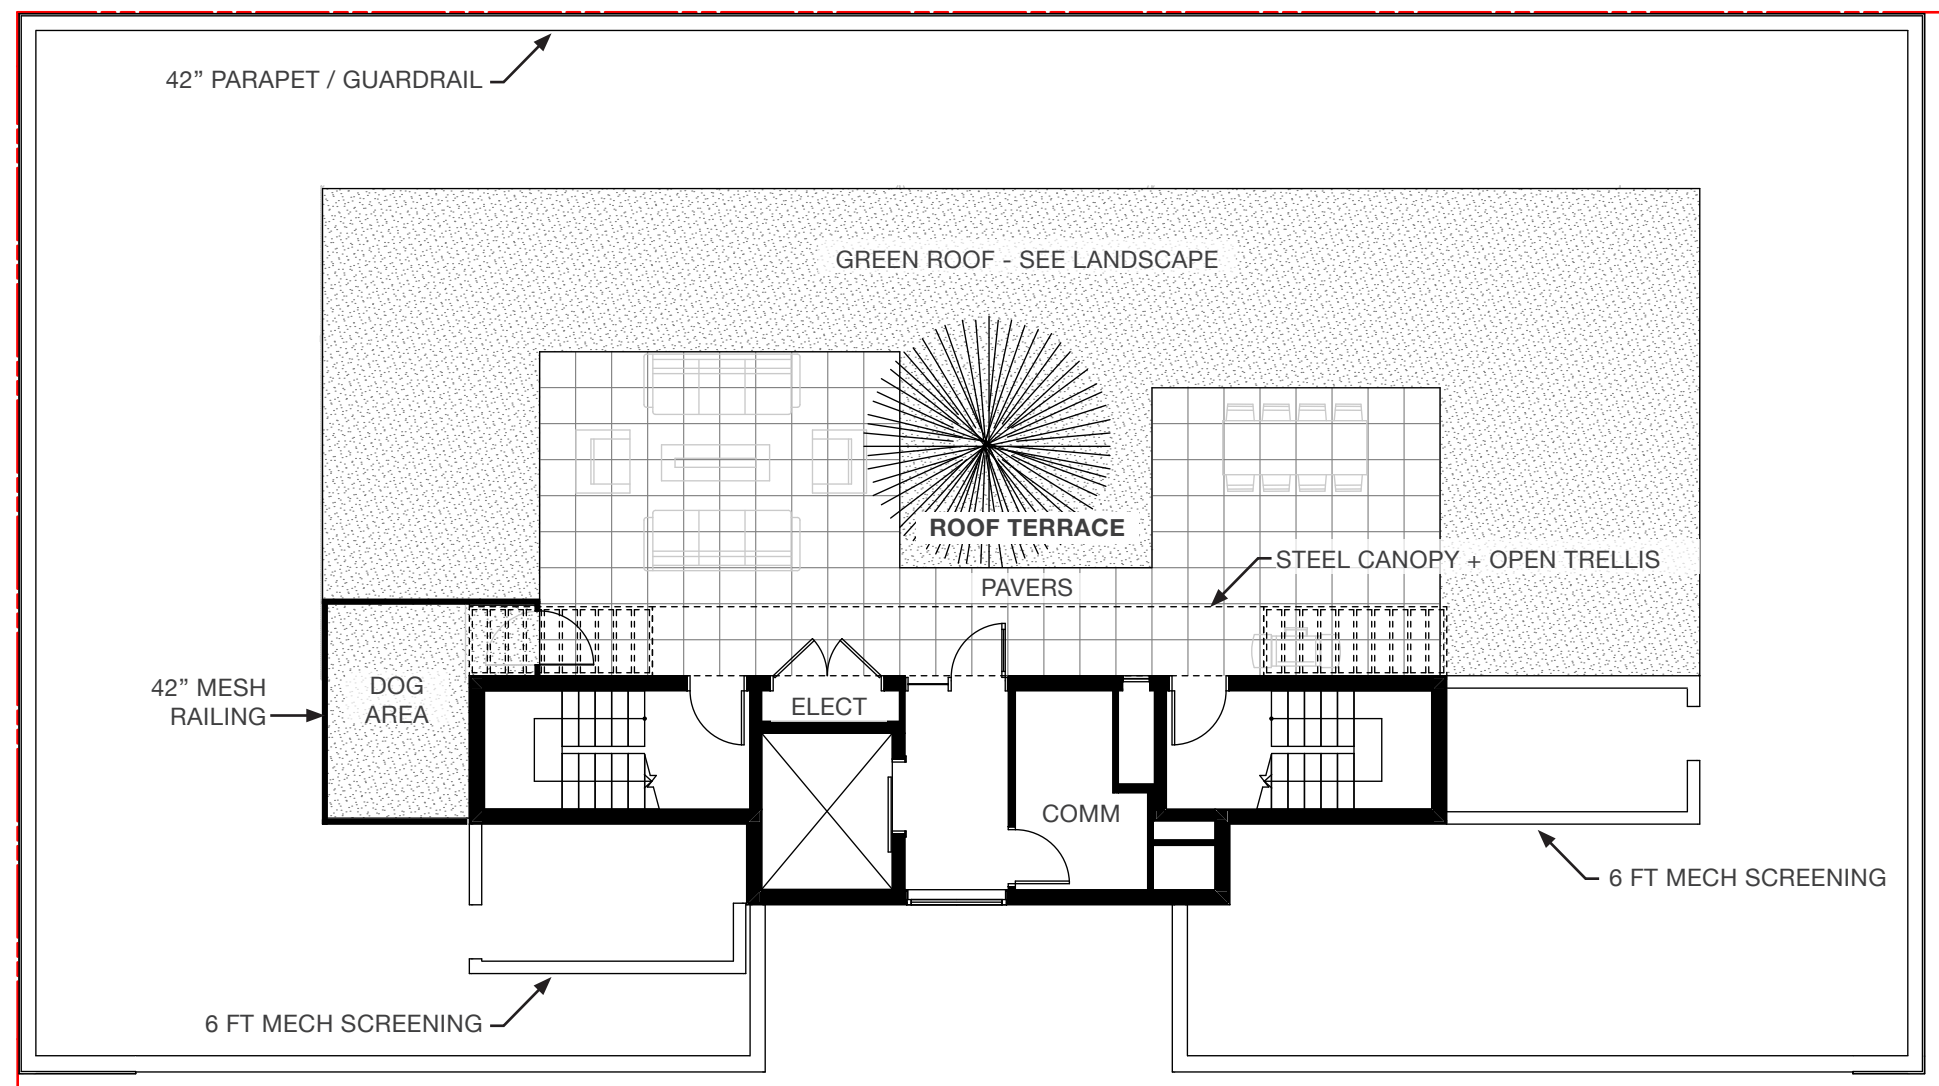 42” PARAPET / GUARDRAIL
GREEN ROOF - SEE LANDSCAPE
ROOF TERRACE
STEEL CANOPY + OPEN TRELLIS
PAVERS
42” MESH
RAILING
DOG
AREA
ELECT
COMM
6 FT MECH SCREENING
6 FT MECH SCREENING